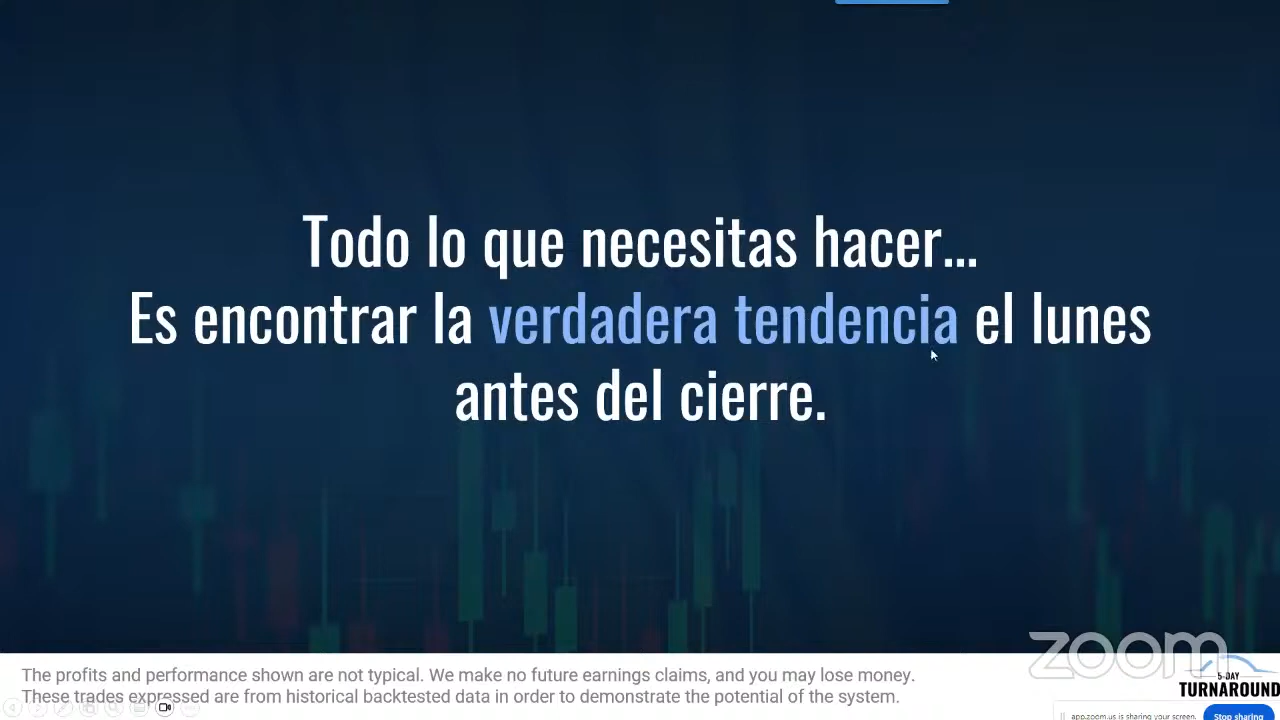 Todo lo que necesitas hacer...
Es encontrar la verdadera tendencia el lunes
antes del cierre.
zoom
The profits and performance shown are not typical. We make no future earnings claims, and you may lose money.
These trades expressed are from historical backtested data in order to demonstrate the potential of the system.
5-DAY
TURNAROUND
app.zoom.us is sharing your screen.
Stop sharing